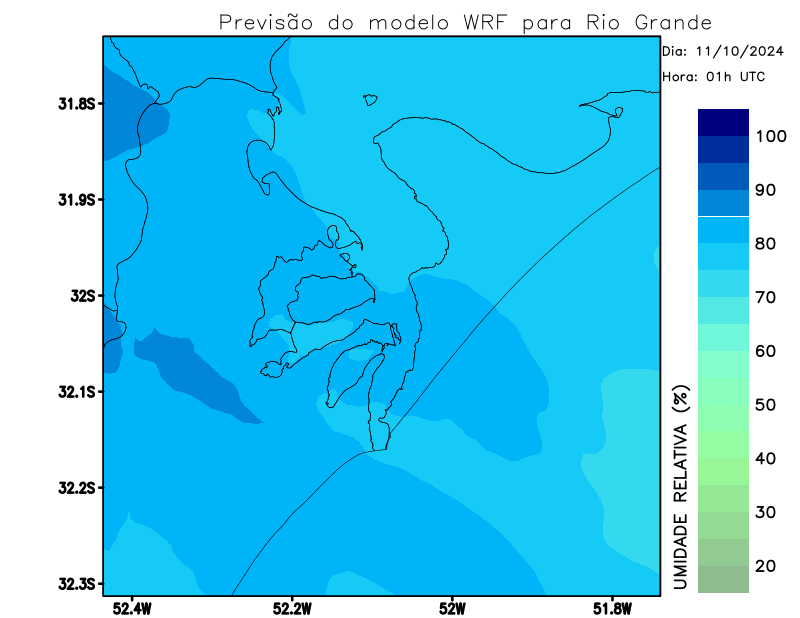 Previsão do modelo WRF para Rio Grande
Dia: 11/10/2024
Hora: 01h UTC
31.8S
31.9S
32S
32.1S
32.2S
32.3S
52.4W
52.2W
52W
51.8W
100
90
80
70
60
50
40
30
20
UMIDADE RELATIVA (%)